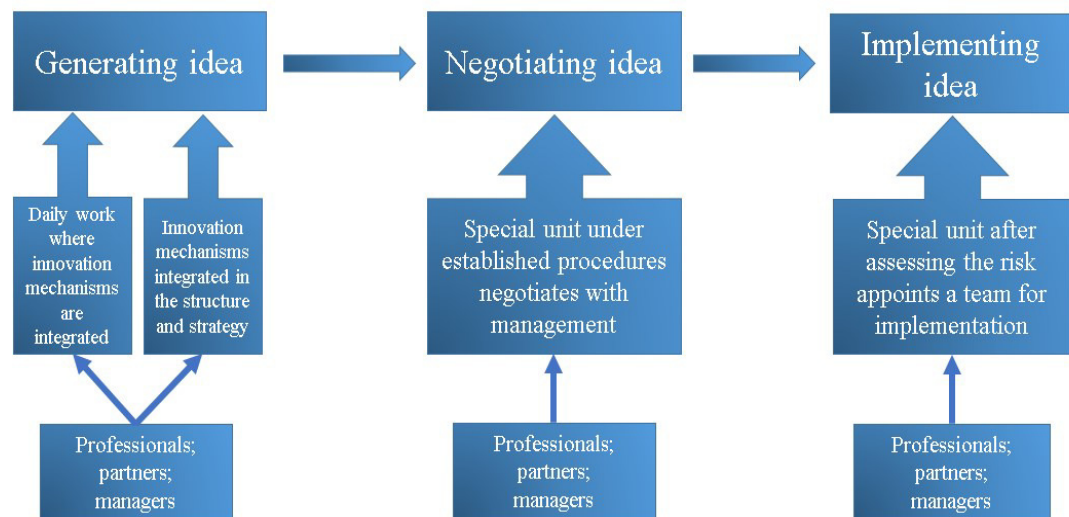 Generating idea
Negotiating idea
Implementing
idea
Daily work
where
innovation
mechanisms
are
integrated
Innovation
mechanisms
integrated in
the structure
and strategy
Special unit under
established procedures
negotiates with
management
Special unit after
assessing the risk
appoints a team for
implementation
Professionals;
partners;
managers
Professionals;
partners;
managers
Professionals;
partners;
managers